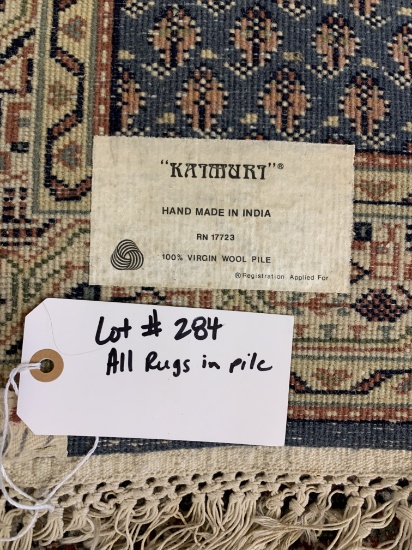 "KAIMURI"®
HAND MADE IN INDIA
RN 17723
100% VIRGIN WOOL PILE
® Registration Applied For
Lot # 284
All Rugs in pile